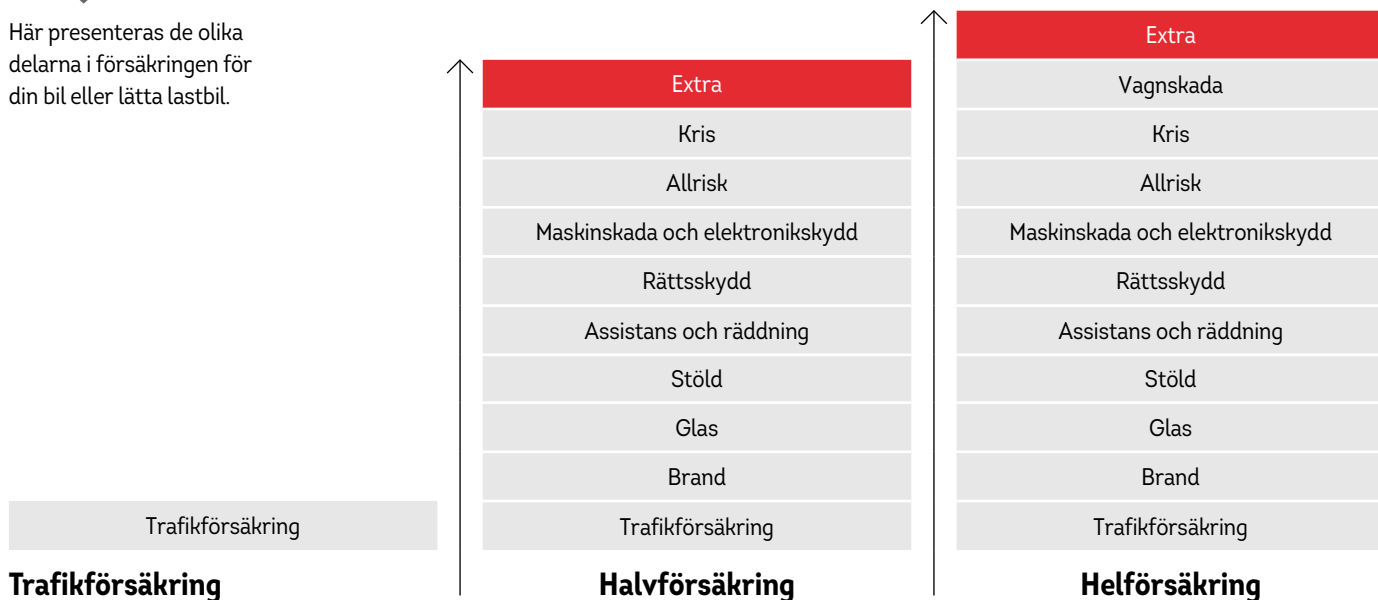 Här presenteras de olika
delarna i försäkringen för
din bil eller lätta lastbil.
Trafikförsäkring
Trafikförsäkring
Extra
Kris
Allrisk
Maskinskada och elektronikskydd
Rättsskydd
Assistans och räddning
Stöld
Glas
Brand
Trafikförsäkring
Halvförsäkring
Extra
Vagnskada
Kris
Allrisk
Maskinskada och elektronikskydd
Rättsskydd
Assistans och räddning
Stöld
Glas
Brand
Trafikförsäkring
Helförsäkring